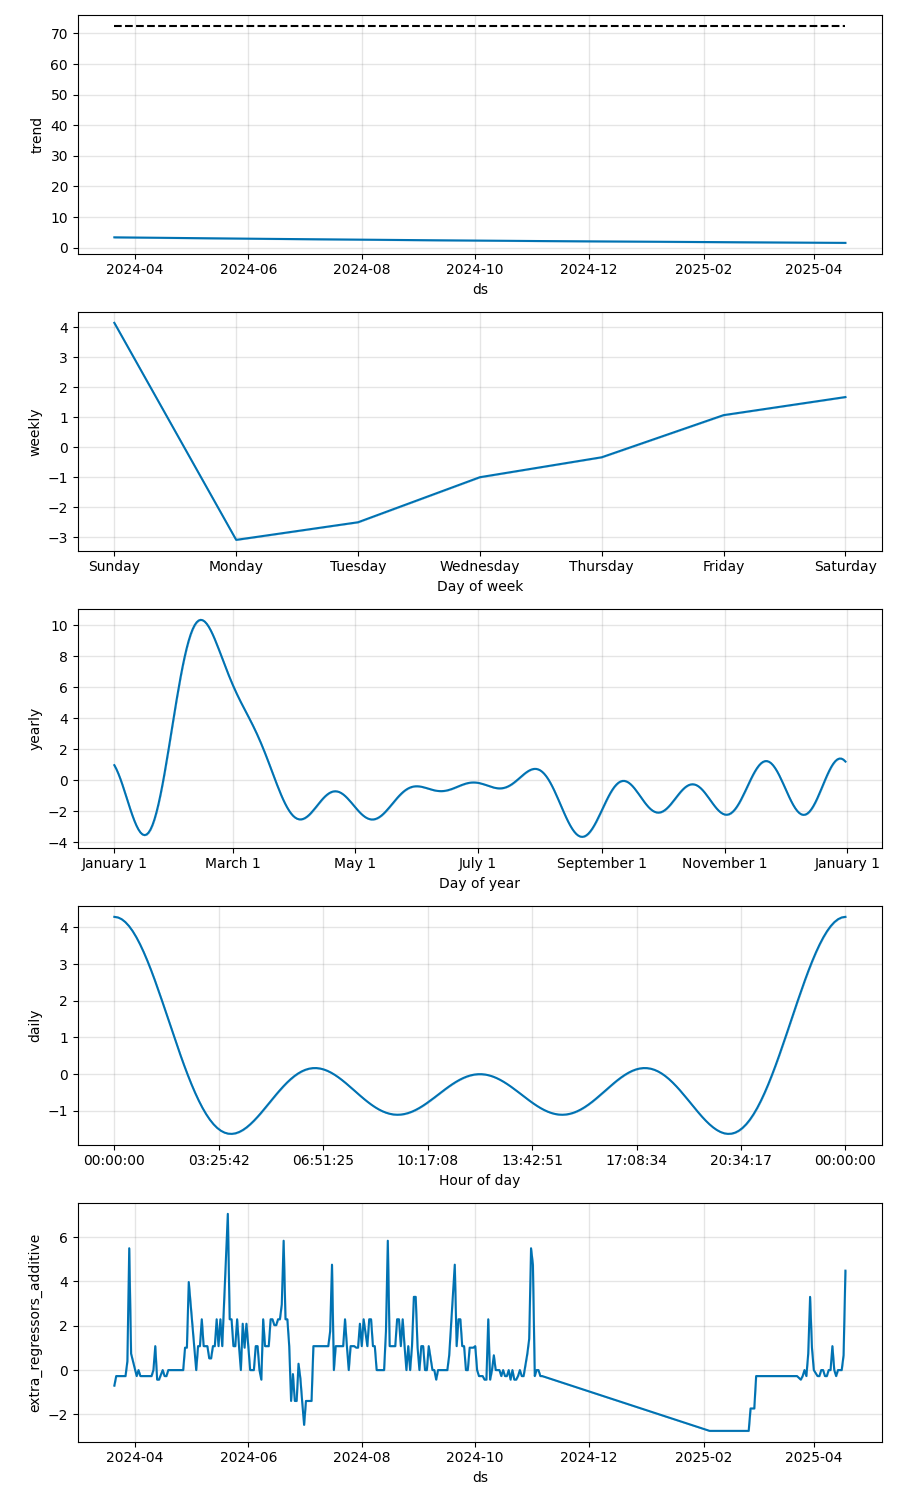 70
60
50
40
30
20
10
0
trend
2024-04 2024-06 2024-08 2024-10 2024-12 2025-02 2025-04
ds
4
3
2
1
0
−1
−2
−3
weekly
Sunday Monday Tuesday Wednesday Thursday Friday Saturday
Day of week
10
8
6
4
2
0
−2
−4
yearly
January 1 March 1 May 1 July 1 September 1 November 1 January 1
Day of year
4
3
2
1
0
−1
daily
00:00:00 03:25:42 06:51:25 10:17:08 13:42:51 17:08:34 20:34:17 00:00:00
Hour of day
6
4
2
0
−2
extra_regressors_additive
2024-04 2024-06 2024-08 2024-10 2024-12 2025-02 2025-04
ds